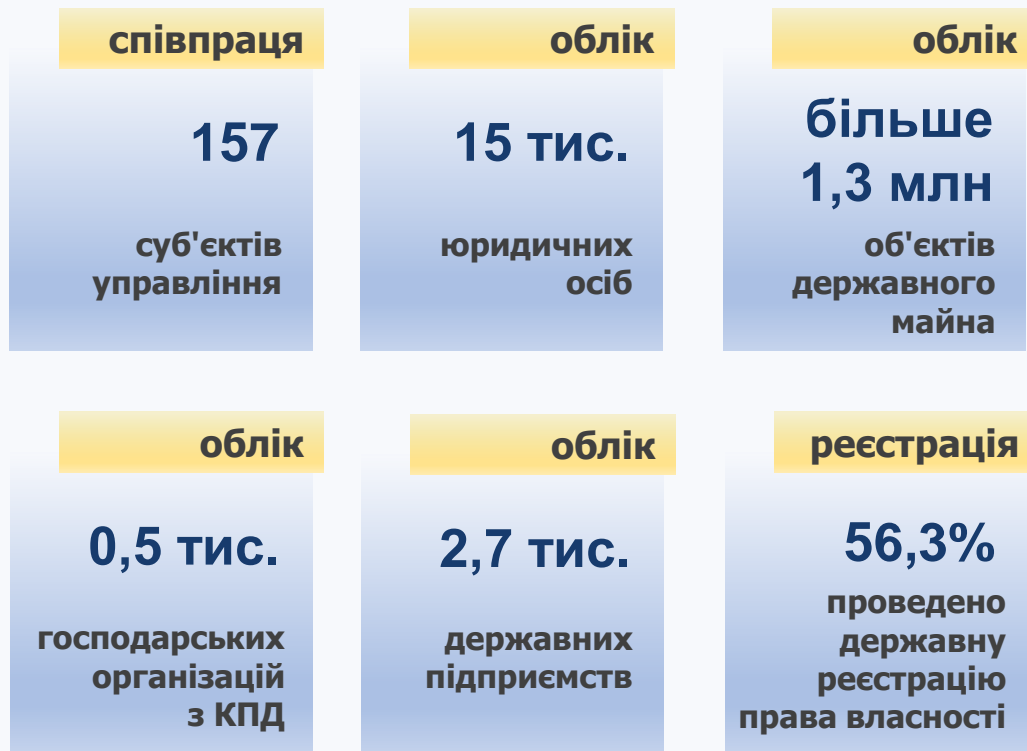 співпраця
157
суб'єктів
управління
облік
15 тис.
юридичних
осіб
облік
більше
1,3 млн
об'єктів
державного
майна
облік
0,5 тис.
господарських
організацій
з КПД
облік
2,7 тис.
державних
підприємств
реєстрація
56,3%
проведено
державну
реєстрацію
права власності